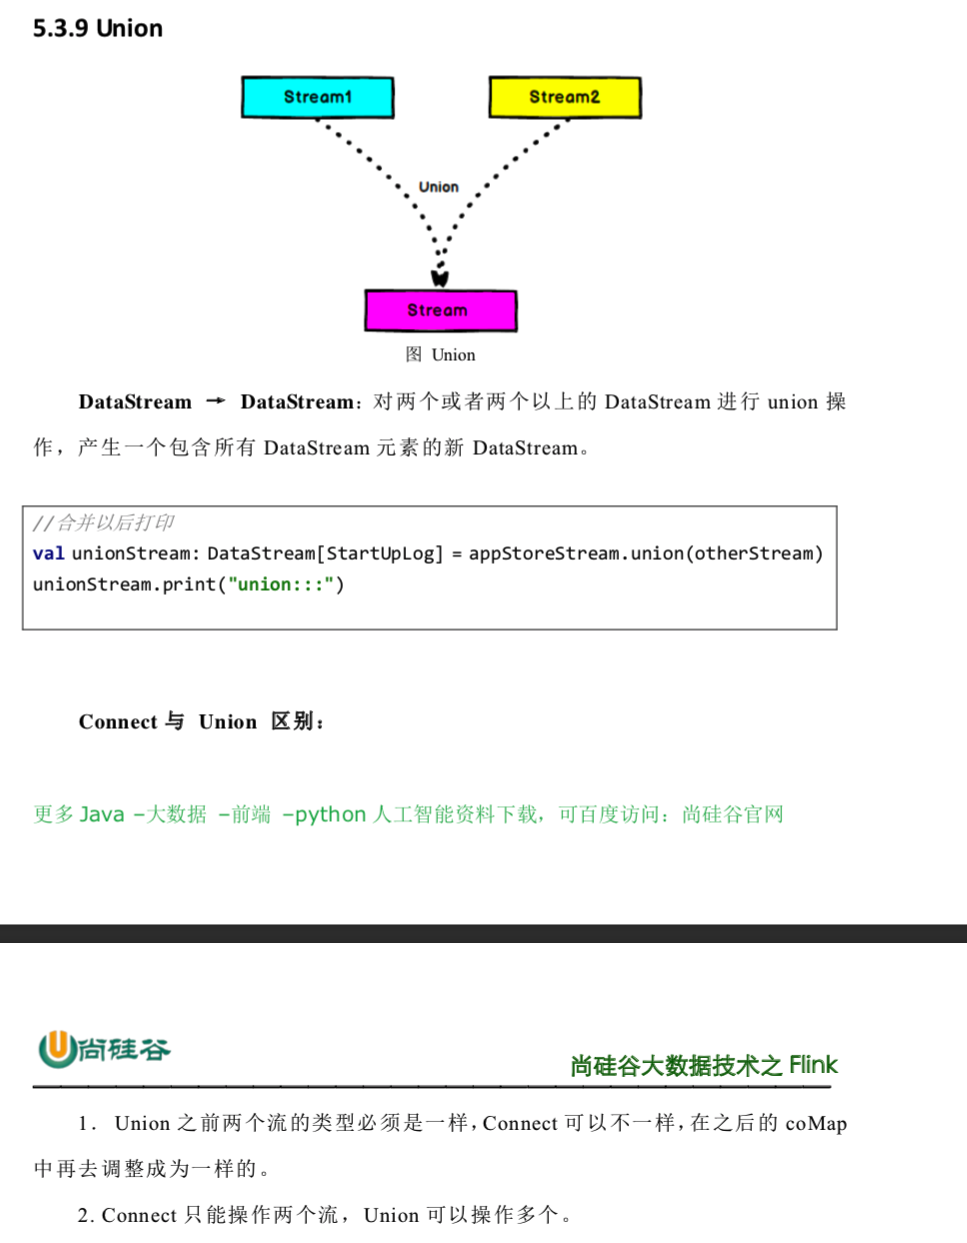 5.3.9 Union
Stream1
Stream2
Union
Stream
图 Union
DataStream → DataStream：对两个或者两个以上的 DataStream 进行 union 操
作，产生一个包含所有 DataStream 元素的新 DataStream。
//合并以后打印
val unionStream: DataStream[StartUpLog] = appStoreStream.union(otherStream)
unionStream.print("union:::")
Connect 与 Union 区别：
更多 Java –大数据 –前端 –python 人工智能资料下载，可百度访问：尚硅谷官网
U尚硅谷
尚硅谷大数据技术之 Flink
1. Union 之前两个流的类型必须是一样，Connect 可以不一样，在之后的 coMap
中再去调整成为一样的。
2. Connect 只能操作两个流，Union 可以操作多个。